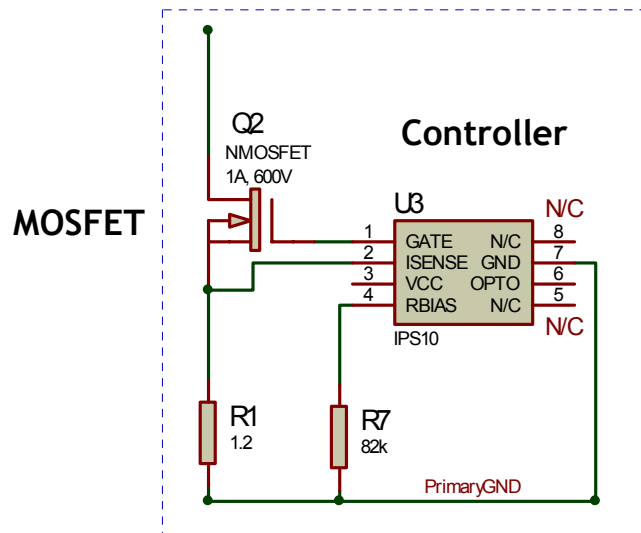 Q2
NMOSFET
1A, 600V
Controller
MOSFET
U3
N/C
1 GATE N/C 8
2 ISENSE GND 7
3 VCC OPTO 6
4 RBIAS N/C 5
IPS10
N/C
R1
1.2
R7
82k
PrimaryGND